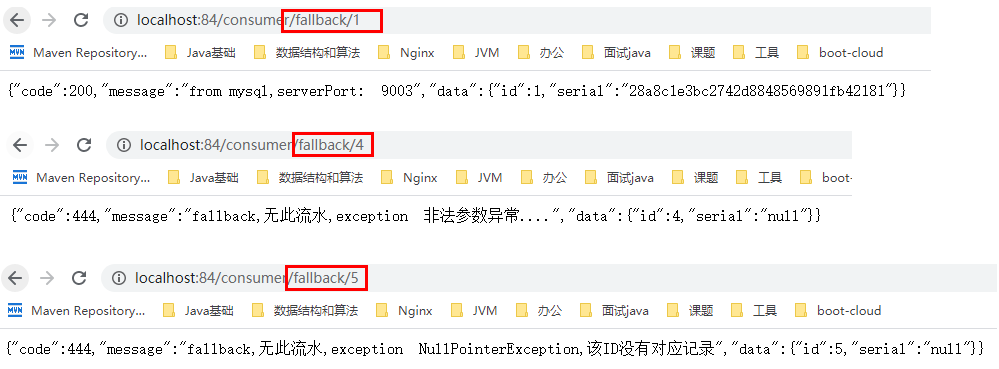 localhost:84/consumer/fallback/1
Maven Repository... Java基础 数据结构和算法 Nginx JVM 办公 面试java 课题 工具 boot-cloud
{"code":200,"message":"from mysql,serverPort:  9003","data":{"id":1,"serial":"28a8c1e3bc2742d8848569891fb42181"}}
localhost:84/consumer/fallback/4
Maven Repository... Java基础 数据结构和算法 Nginx JVM 办公 面试java 课题 工具 boot-
{"code":444,"message":"fallback,无此流水,exception  非法参数异常....","data":{"id":4,"serial":"null"}}
localhost:84/consumer/fallback/5
Maven Repository... Java基础 数据结构和算法 Nginx JVM 办公 面试java 课题 工具 boot-cloud
{"code":444,"message":"fallback,无此流水,exception  NullPointerException,该ID没有对应记录","data":{"id":5,"serial":"null"}}